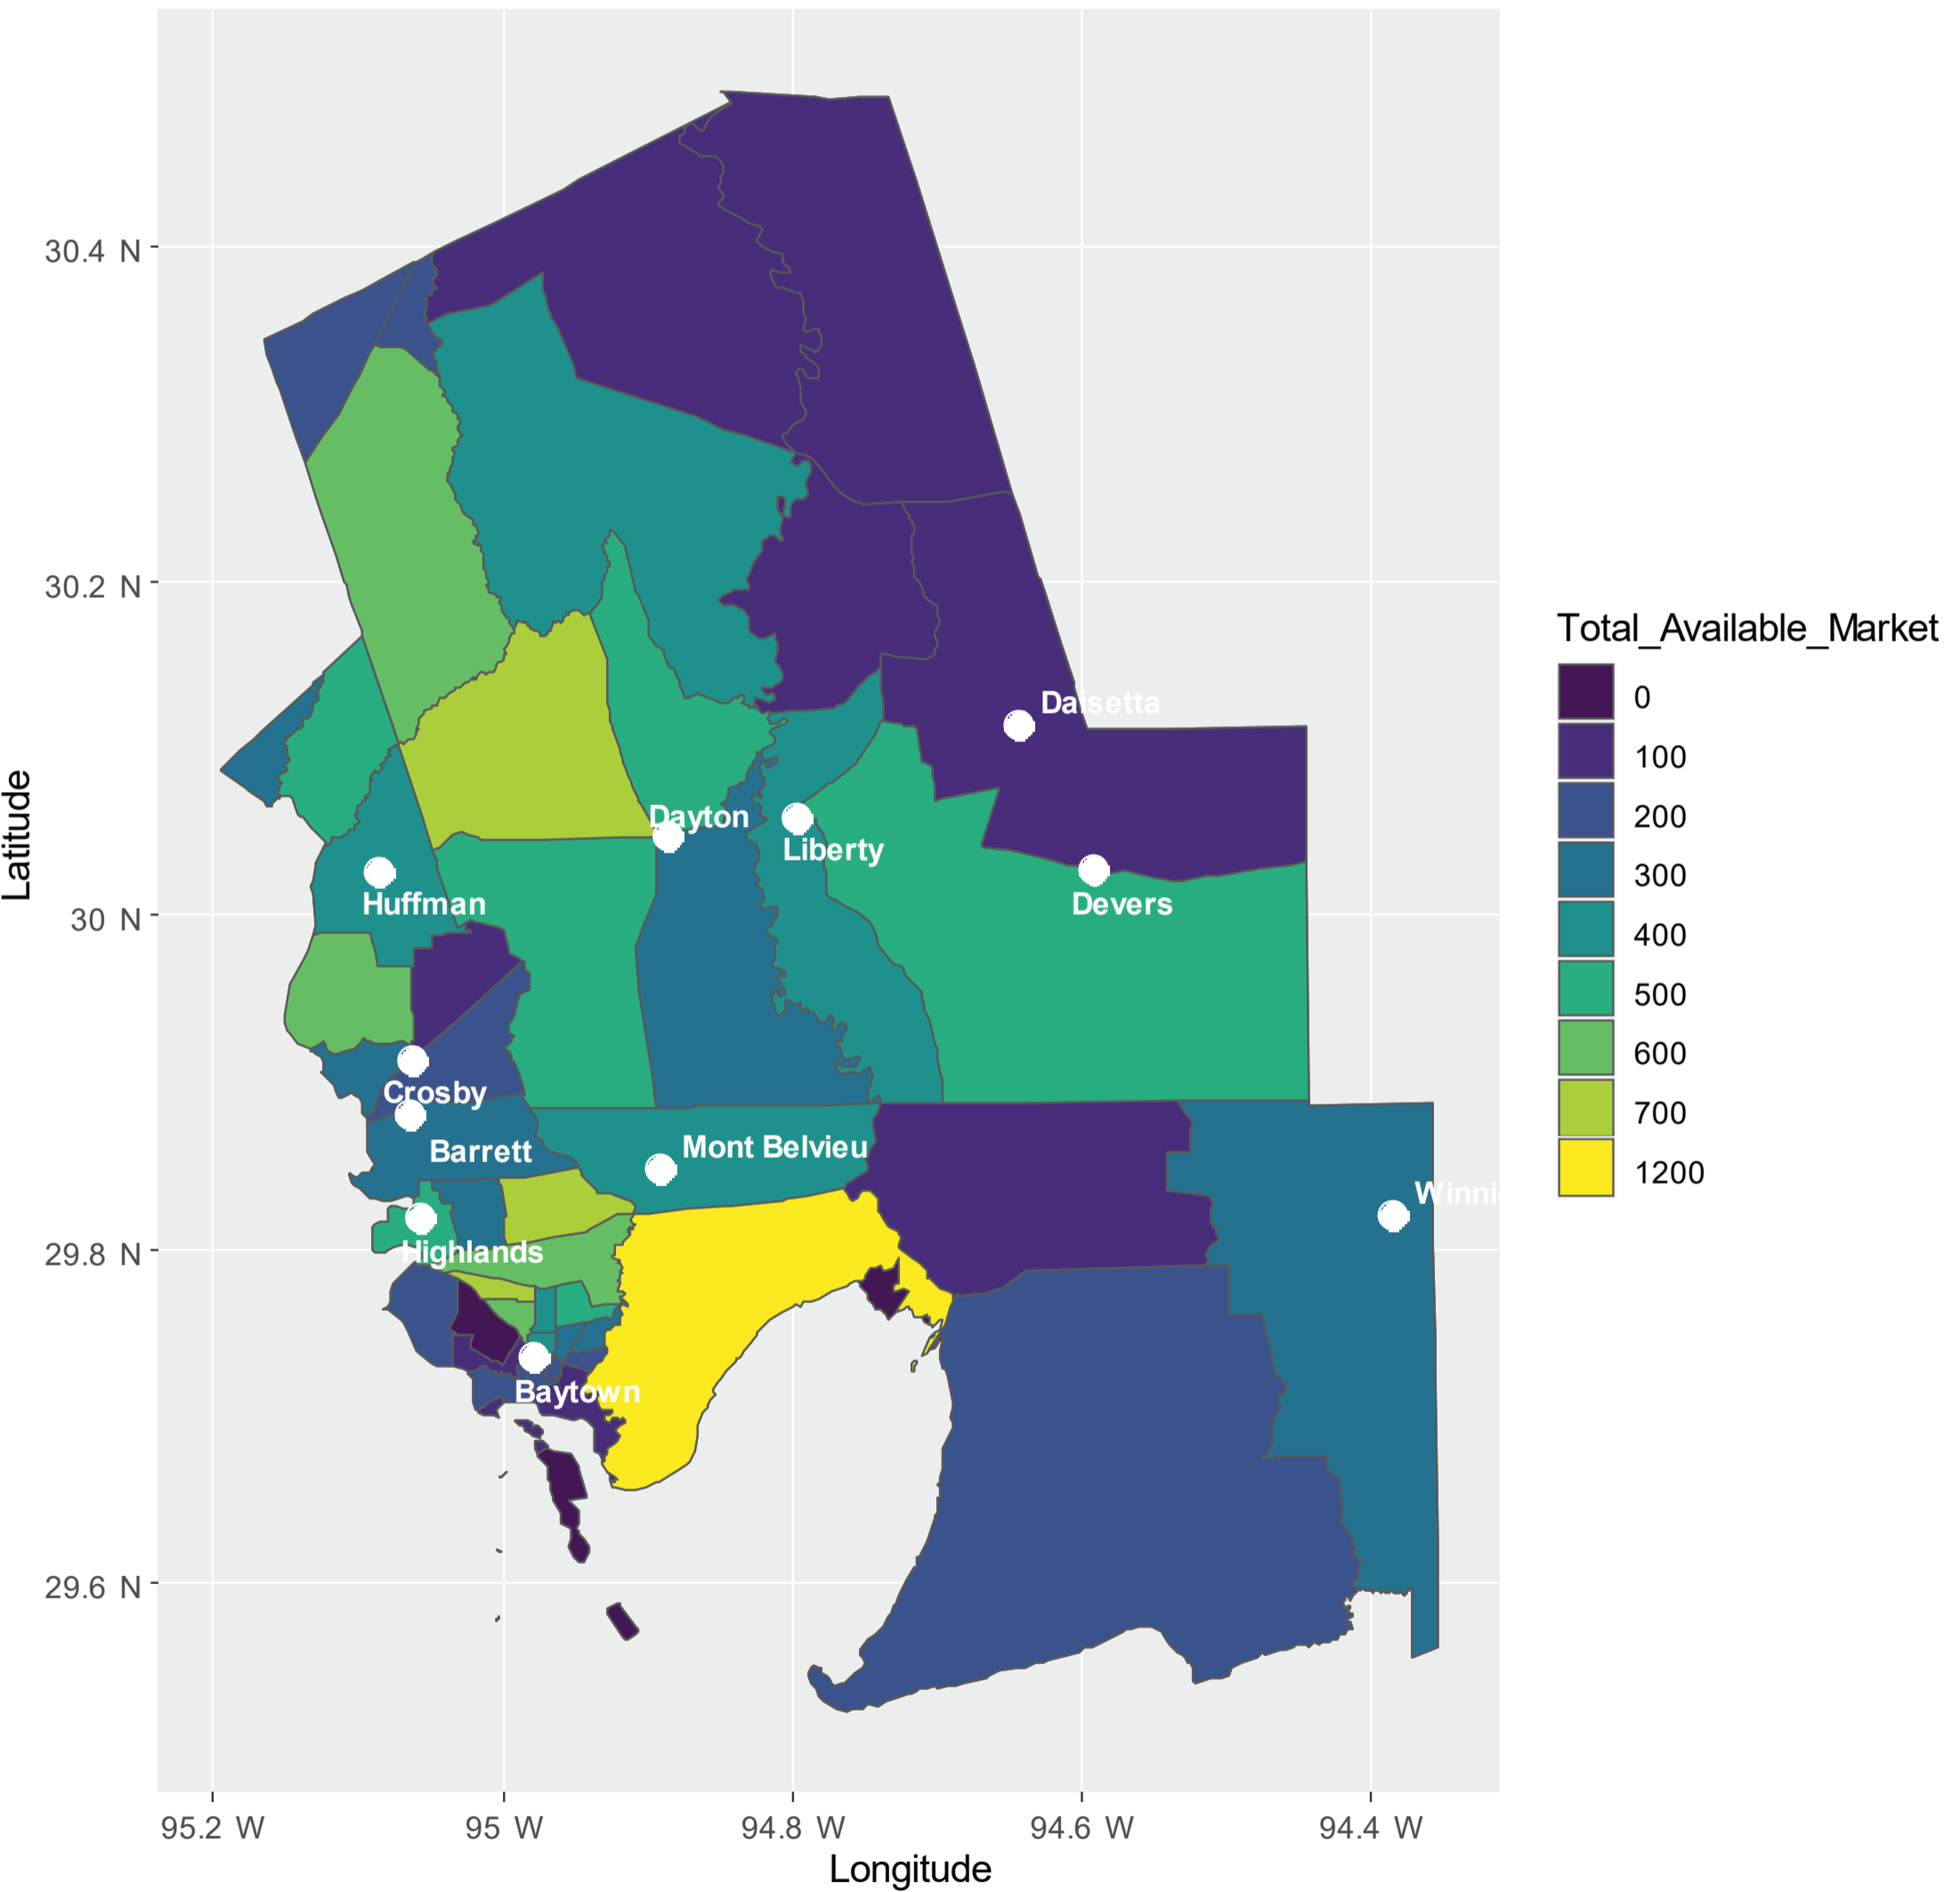 30.4 N
30.2 N
30 N
29.8 N
29.6 N
Latitude
Daisetta
Dayton
Liberty
Huffman
Devers
Crosby
Barrett
Mont Belvieu
Winni
Highlands
Baytown
95.2 W
95 W
94.8 W
94.6 W
94.4 W
Longitude
Total_Available_Market
0
100
200
300
400
500
600
700
1200